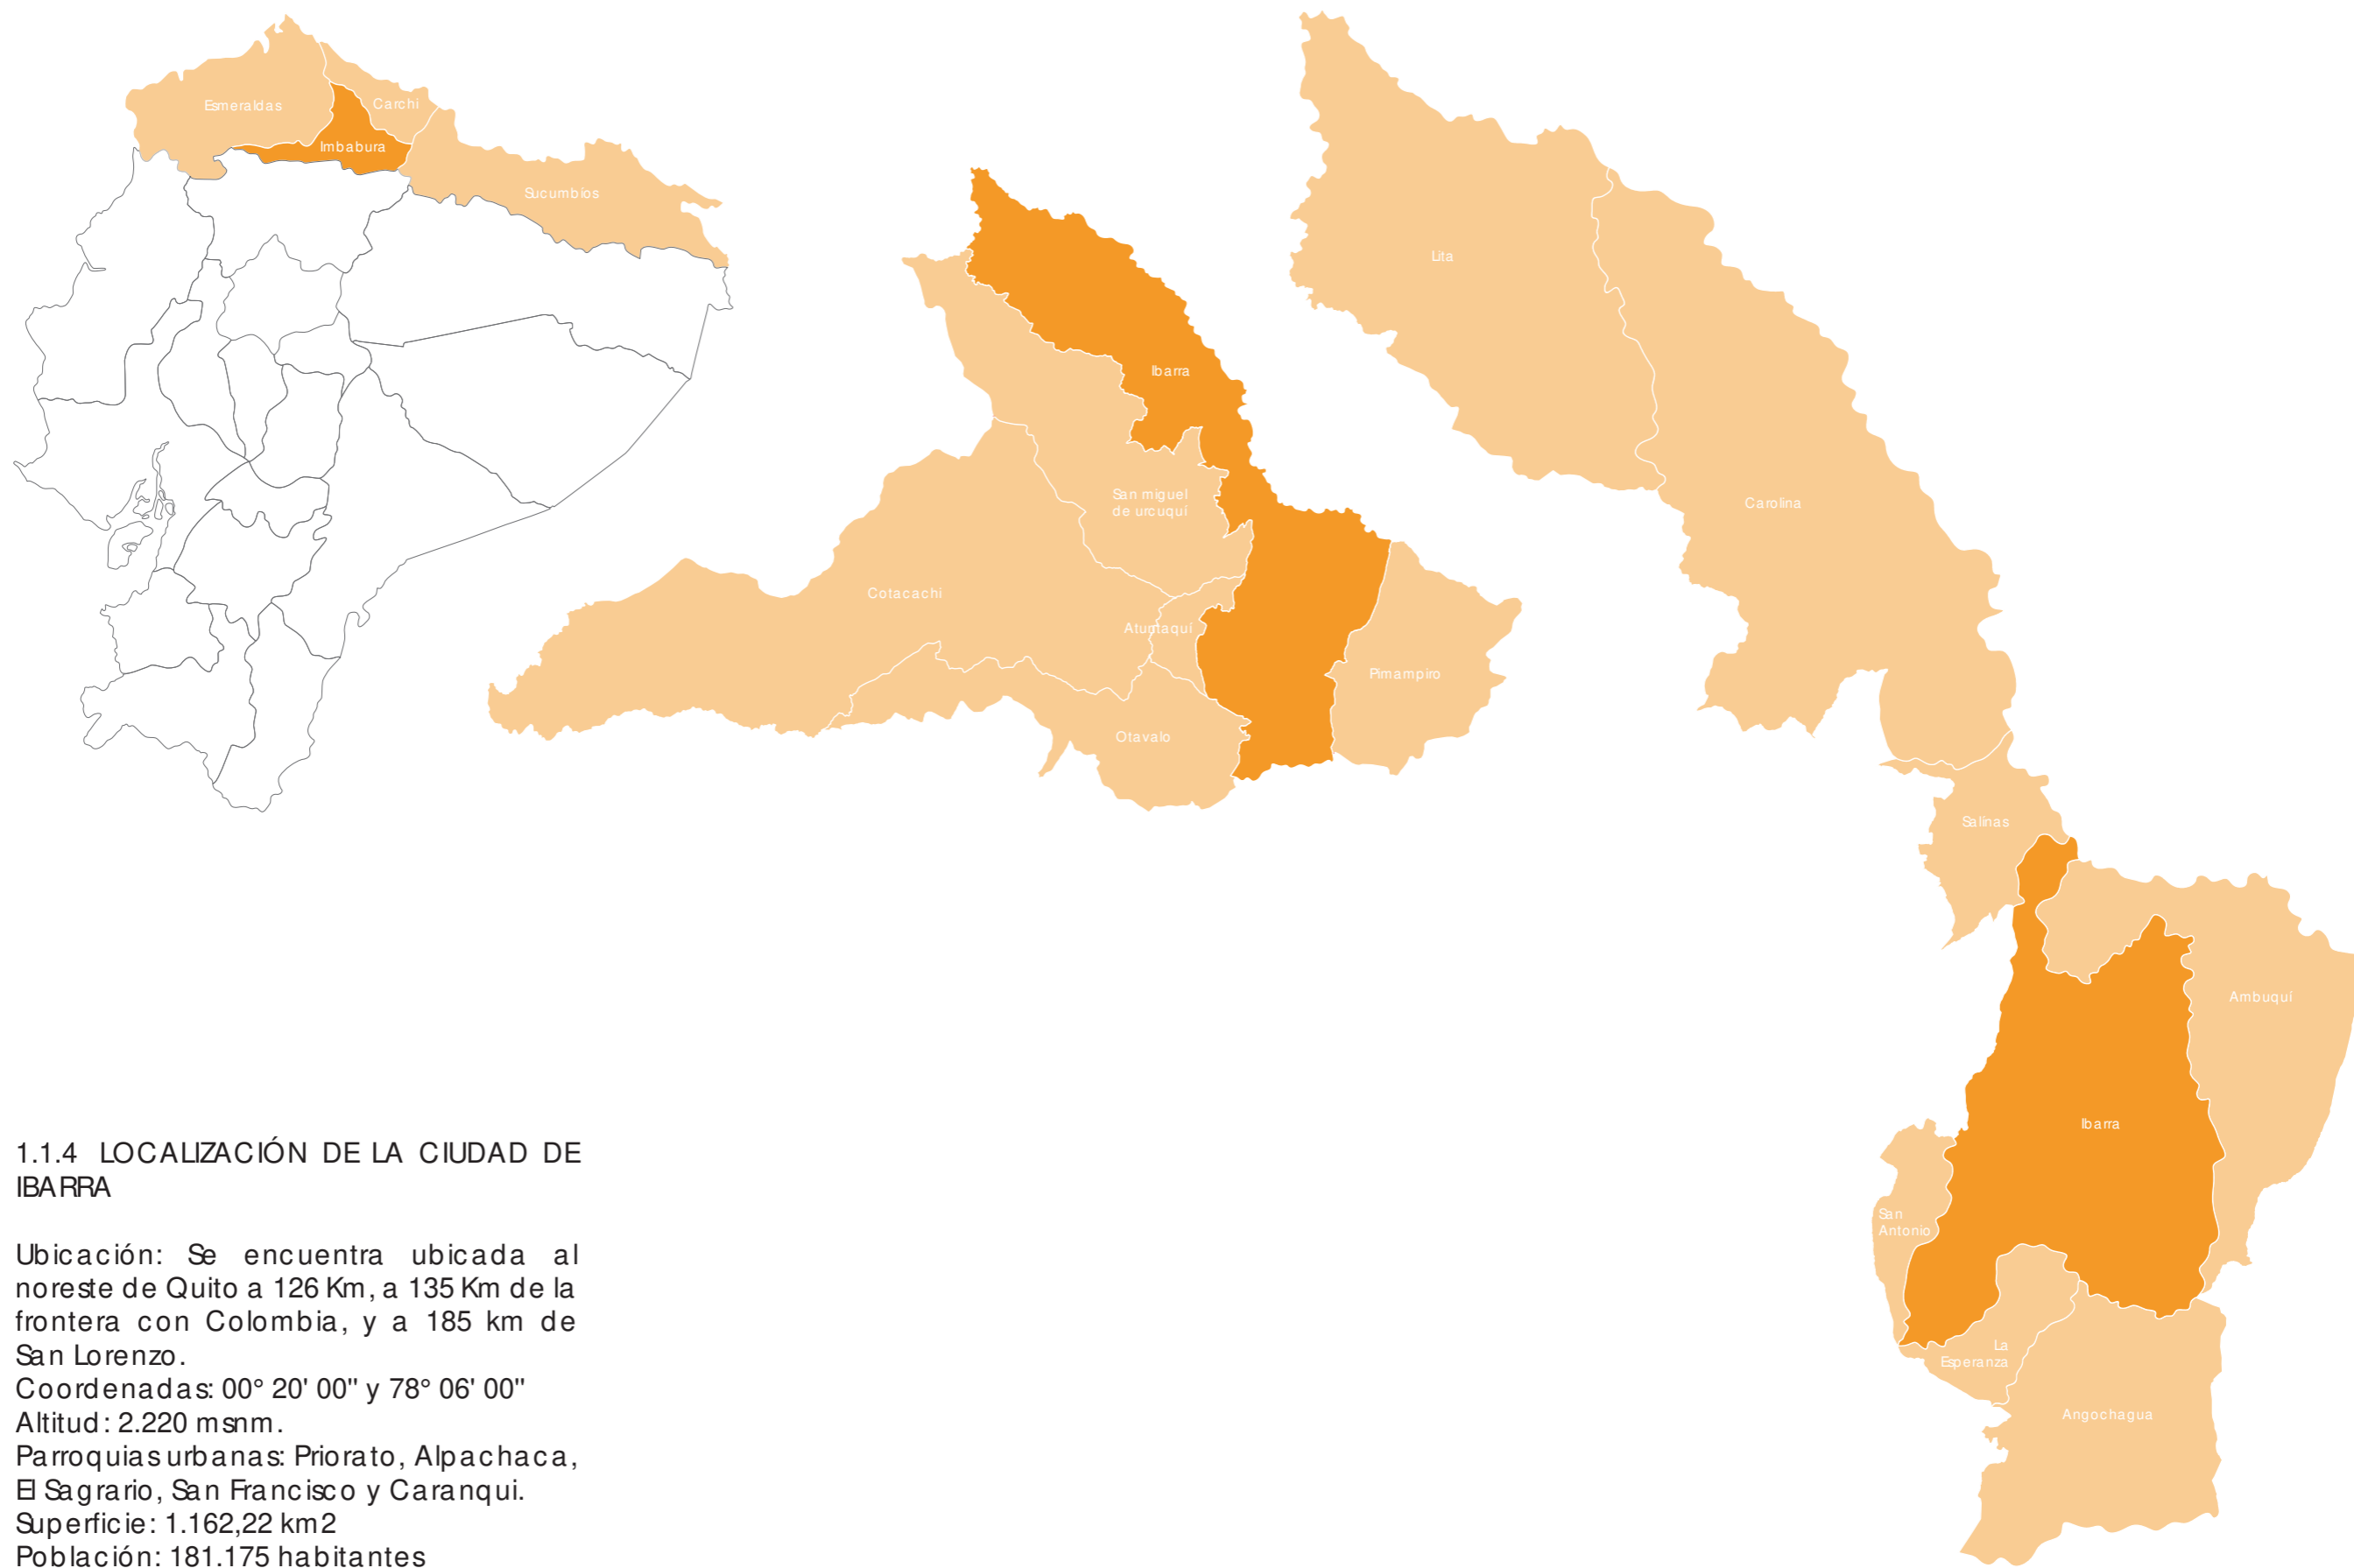 Esmeraldas
Carchi
Imbabura
Sucumbíos
Ibarra
San miguel
de urcuquí
Cotacachi
Atuntaquí
Pimampiro
Otavalo
Lita
Carolina
Salinas
Ambuquí
Ibarra
San
Antonio
La
Esperanza
Angochagua
1.1.4 LOCALIZACIÓN DE LA CIUDAD DE
IBARRA
Ubicación: Se encuentra ubicada al
noreste de Quito a 126 Km, a 135 Km de la
frontera con Colombia, y a 185 km de
San Lorenzo.
Coordenadas: 00° 20' 00" y 78° 06' 00"
Altitud: 2.220 msnm.
Parroquias urbanas: Priorato, Alpachaca,
El Sagrario, San Francisco y Caranqui.
Superficie: 1.162,22 km2
Población: 181.175 habitantes